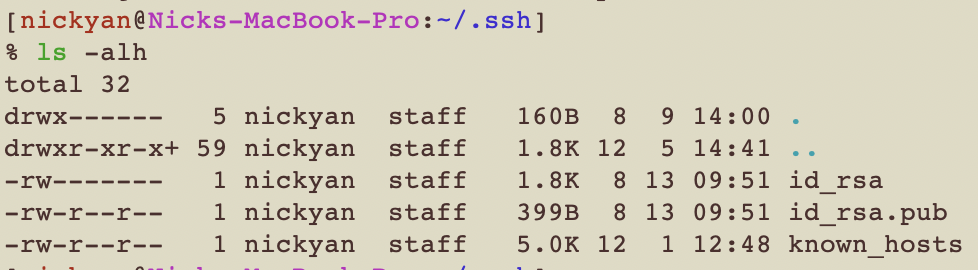 [nickyan@Nicks-MacBook-Pro:~/.ssh]
% ls -alh
total 32
drwx------   5 nickyan  staff   160B  8  9 14:00 .
drwxr-xr-x+ 59 nickyan  staff   1.8K 12  5 14:41 ..
-rw-------   1 nickyan  staff   1.8K  8 13 09:51 id_rsa
-rw-r--r--   1 nickyan  staff   399B  8 13 09:51 id_rsa.pub
-rw-r--r--   1 nickyan  staff   5.0K 12  1 12:48 known_hosts